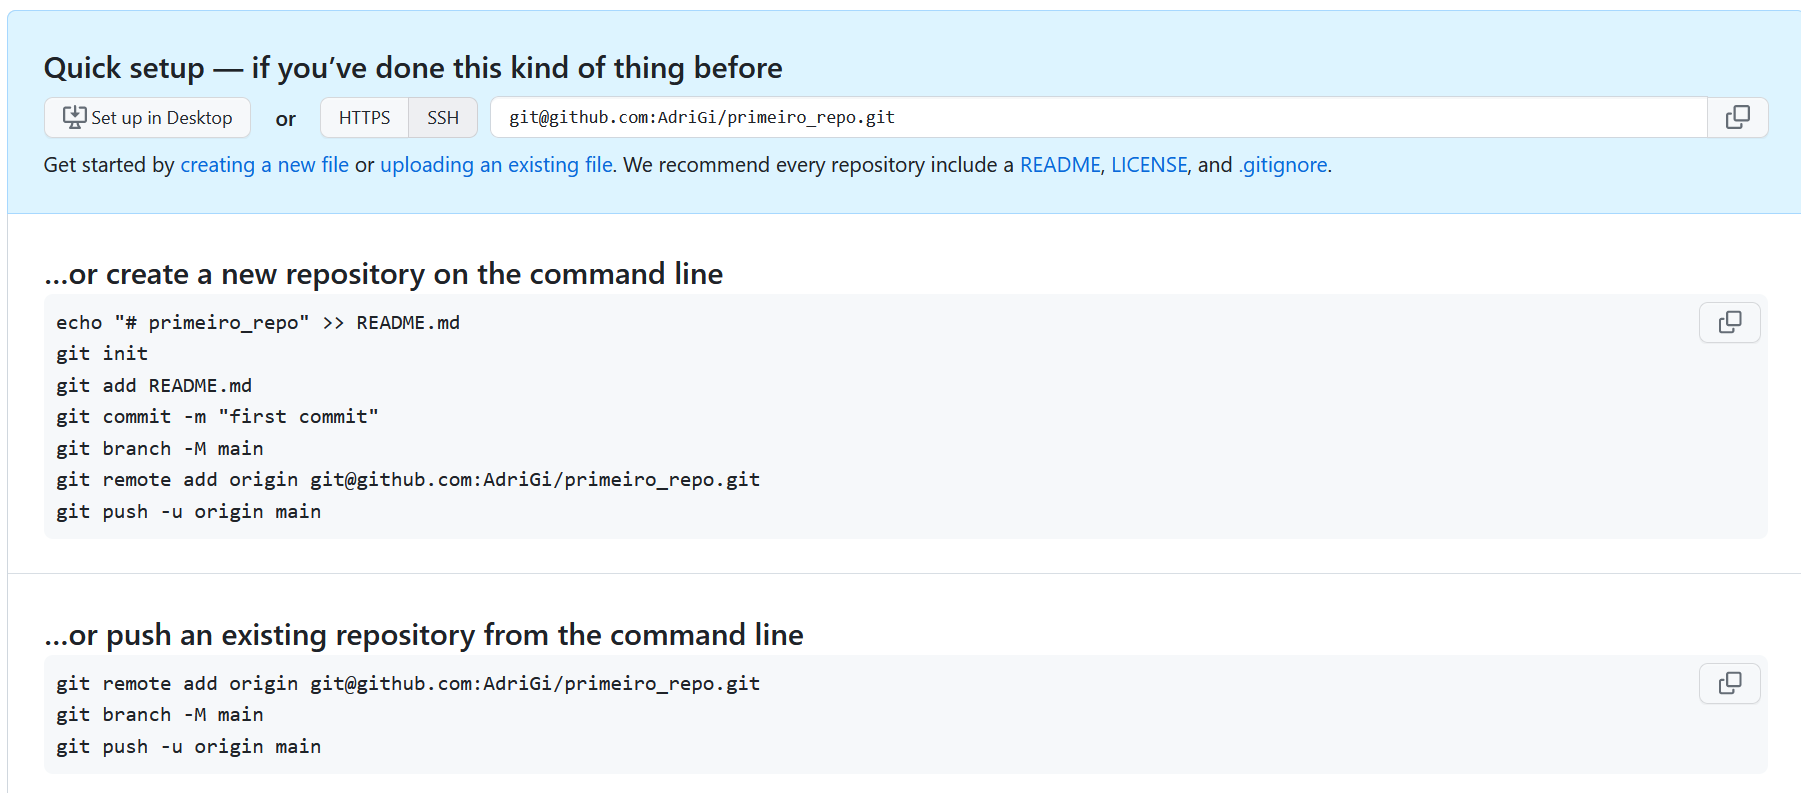 Quick setup — if you’ve done this kind of thing before
Set up in Desktop or HTTPS SSH git@github.com:AdriGi/primeiro_repo.git
Get started by creating a new file or uploading an existing file. We recommend every repository include a README, LICENSE, and .gitignore.
…or create a new repository on the command line
echo "# primeiro_repo" >> README.md
git init
git add README.md
git commit -m "first commit"
git branch -M main
git remote add origin git@github.com:AdriGi/primeiro_repo.git
git push -u origin main
…or push an existing repository from the command line
git remote add origin git@github.com:AdriGi/primeiro_repo.git
git branch -M main
git push -u origin main